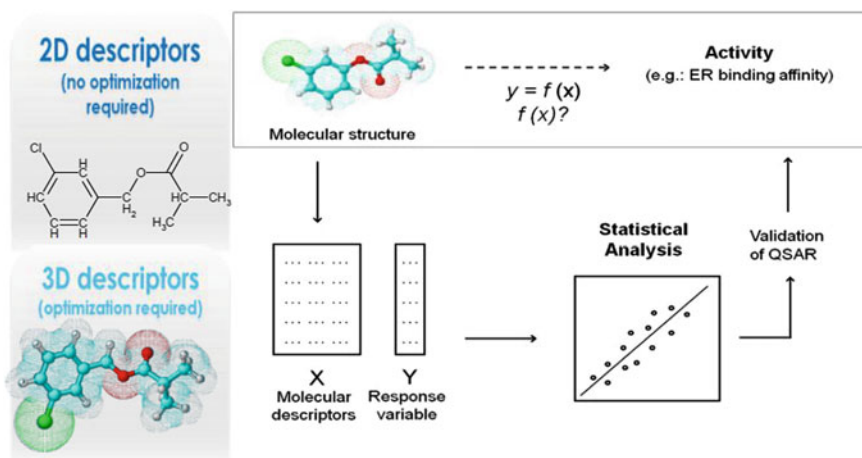 2D descriptors
(no optimization
required)
Cl
H
C
HC
C
H
C
H
C
H2
O
O
CH
CH3
H3C
3D descriptors
(optimization required)
Molecular structure
y = f (x)
f (x)?
Activity
(e.g.: ER binding affinity)
... ... ...
... ... ...
... ... ...
... ... ...
... ... ...
...
...
...
...
...
X
Molecular
descriptors
Y
Response
variable
Statistical
Analysis
Validation
of QSAR